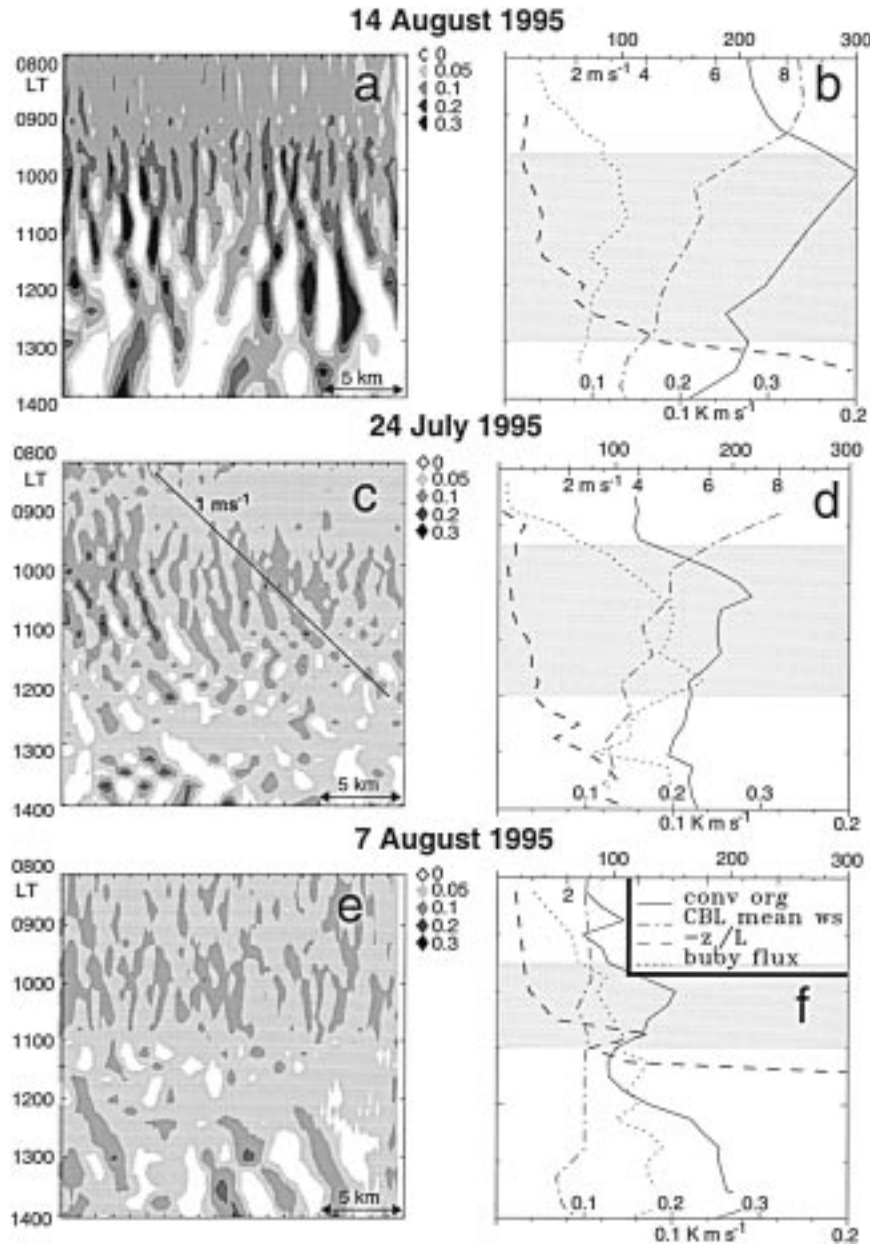 14 August 1995
0800
LT
0900
1000
1100
1200
1300
1400
a
5 km
0
0.05
0.1
0.2
0.3
100
200
300
2 m s-1
4
6
8
b
0.1
0.2
0.3
0.1 K m s-1
0.2
24 July 1995
0800
LT
0900
1000
1100
1200
1300
1400
c
1 ms-1
5 km
0
0.05
0.1
0.2
0.3
100
200
300
2 m s-1
4
6
8
d
0.1
0.2
0.3
0.1 K m s-1
0.2
7 August 1995
0800
LT
0900
1000
1100
1200
1300
1400
e
5 km
0
0.05
0.1
0.2
0.3
100
200
300
2
conv org
CBL mean ws
-zi/L
buby flux
f
0.1
0.2
0.3
0.1 K m s-1
0.2